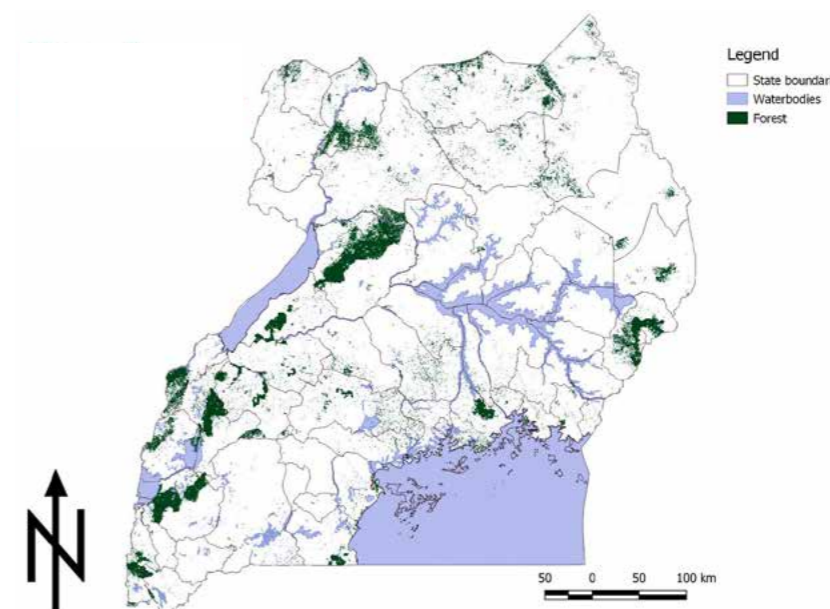 Legend
State boundar
Waterbodies
Forest
N
50 0 50 100 km